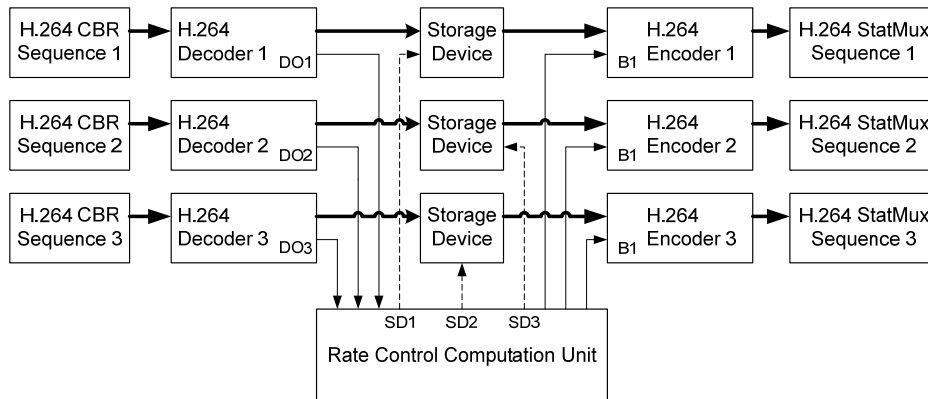 H.264 CBR
Sequence 1
H.264
Decoder 1
DO1
Storage
Device
H.264
Encoder 1
B1
H.264 StatMux
Sequence 1
H.264 CBR
Sequence 2
H.264
Decoder 2
DO2
Storage
Device
H.264
Encoder 2
B1
H.264 StatMux
Sequence 2
H.264 CBR
Sequence 3
H.264
Decoder 3
DO3
Storage
Device
H.264
Encoder 3
B1
H.264 StatMux
Sequence 3
SD1 SD2 SD3
Rate Control Computation Unit